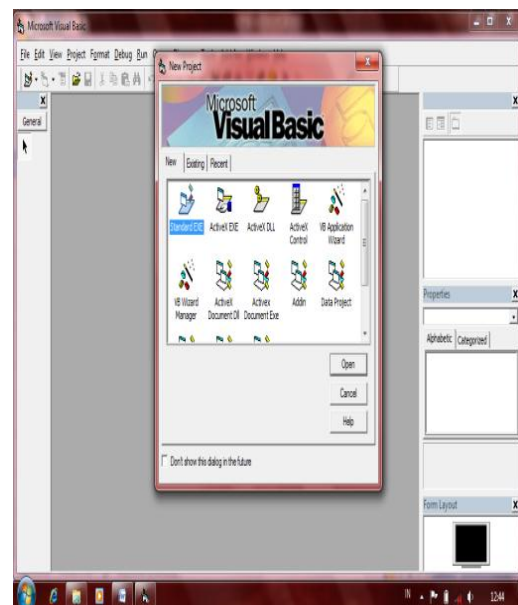 Microsoft Visual Basic
File Edit View Project Format Debug Run
New Project
General
Microsoft
Visual Basic
New Existing Recent
Standard EXE ActiveX EXE ActiveX DLL ActiveX Control VB Application Wizard
VB Wizard Manager ActiveX Document Dll Activex Document Exe Addin Data Project
Open
Cancel
Help
Don't show this dialog in the future
Properties
Alphabetic Categorized
Form Layout
IN
12:44